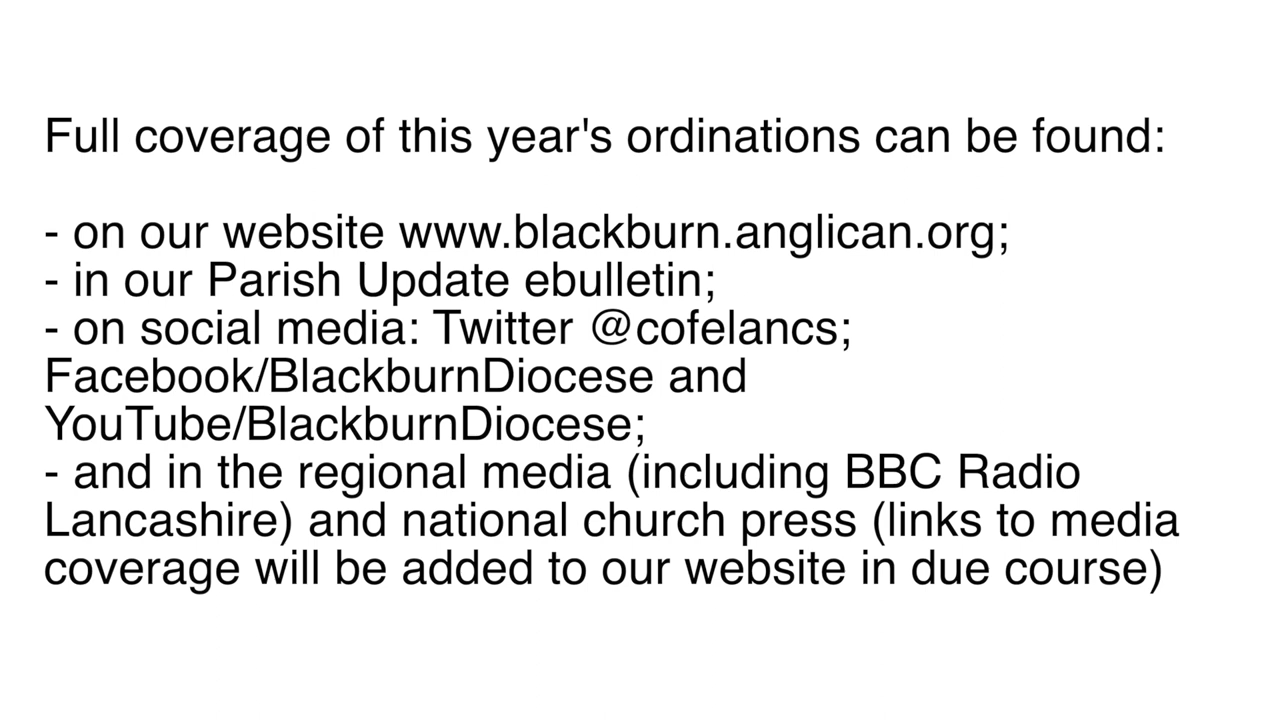 Full coverage of this year's ordinations can be found:
- on our website www.blackburn.anglican.org;
- in our Parish Update ebulletin;
- on social media: Twitter @cofelancs;
Facebook/BlackburnDiocese and
YouTube/BlackburnDiocese;
- and in the regional media (including BBC Radio
Lancashire) and national church press (links to media
coverage will be added to our website in due course)